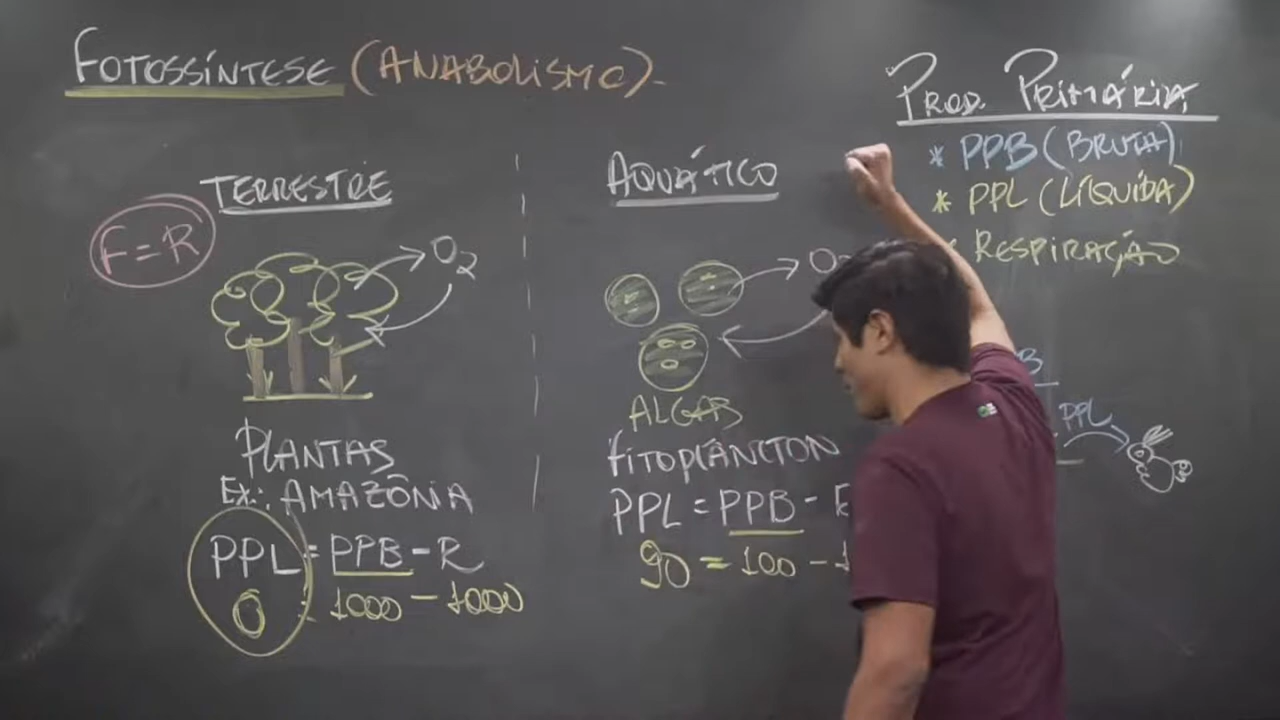 FOTOSSÍNTESE (ANABOLISMO)
PROD. PRIMÁRIA
* PPB (BRUTA)
* PPL (LÍQUIDA)
* RESPIRAÇÃO
TERRESTRE
F=R
O2
PLANTAS
EX.: AMAZÔNIA
PPL = PPB - R
0 = 1000 - 1000
AQUÁTICO
ALGAS
FITOPLÂNCTON
PPL = PPB -
90 = 100 -
PPL